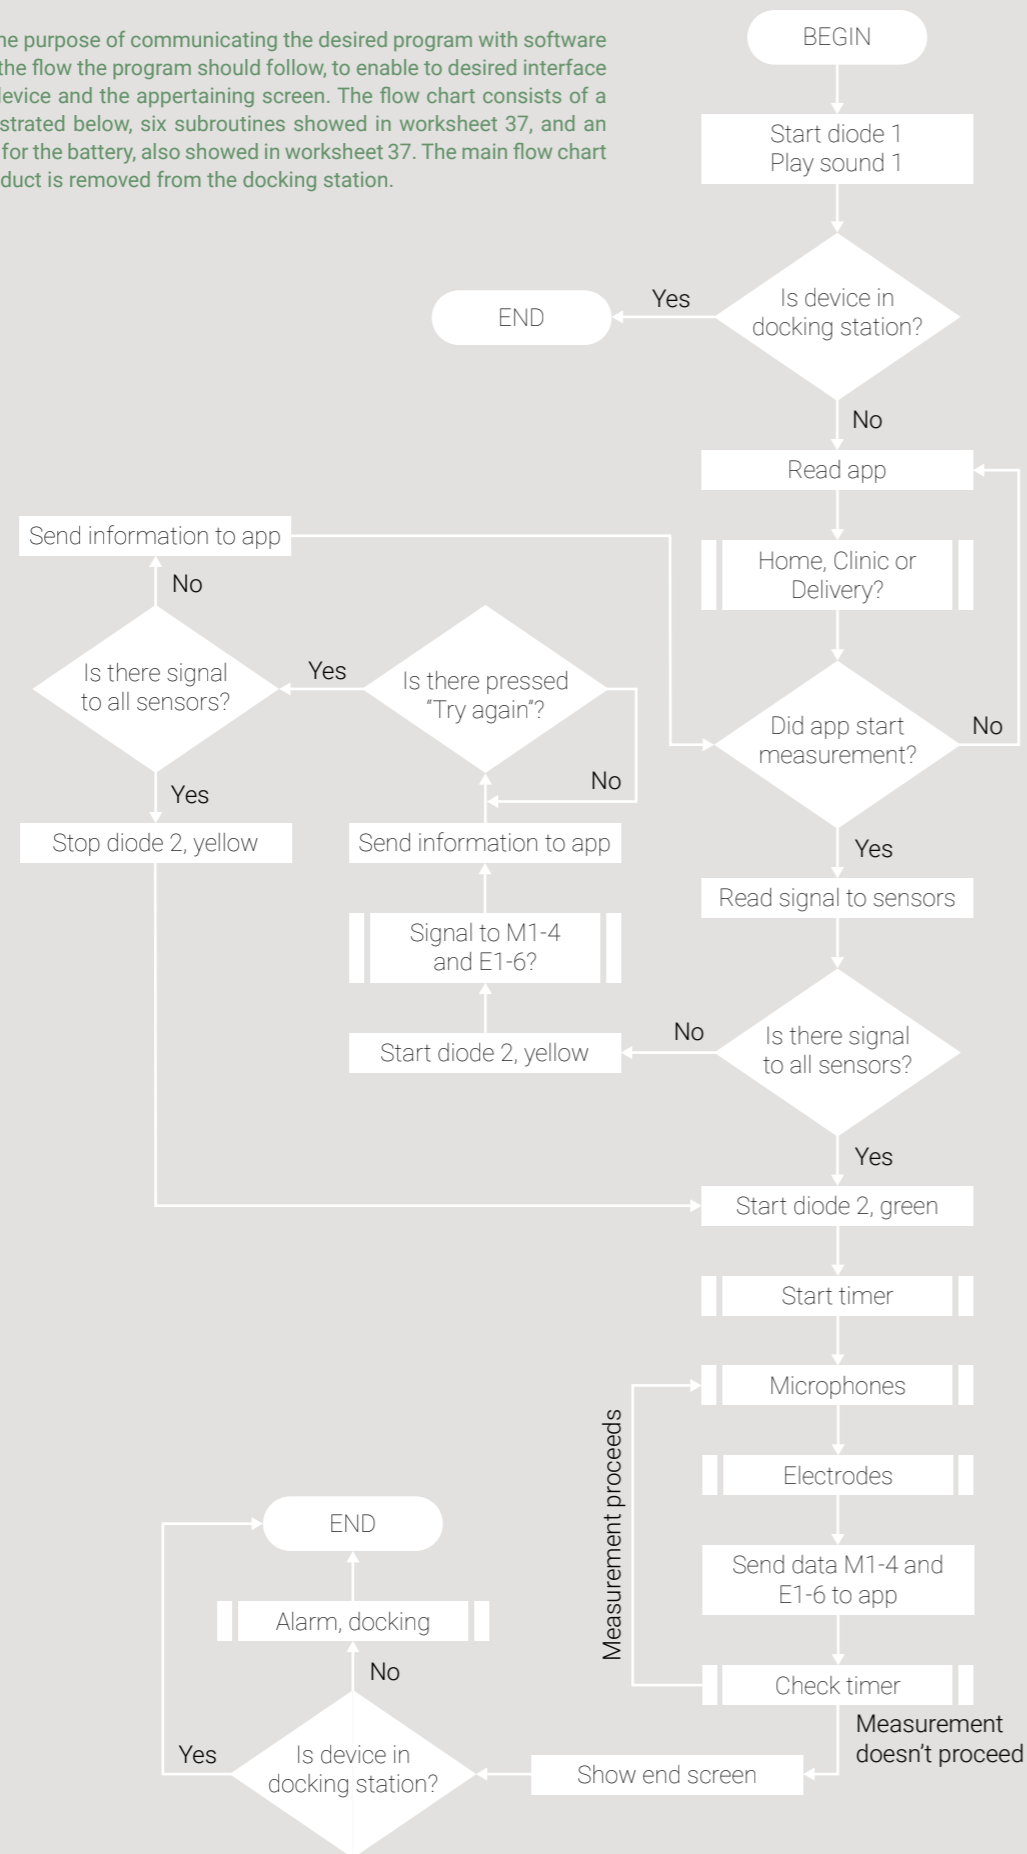 he purpose of communicating the desired program with software
the flow the program should follow, to enable to desired interface
device and the appertaining screen. The flow chart consists of a
strated below, six subroutines showed in worksheet 37, and an
for the battery, also showed in worksheet 37. The main flow chart
duct is removed from the docking station.
BEGIN
Start diode 1
Play sound 1
Is device in
docking station?
Yes
END
No
Read app
Home, Clinic or
Delivery?
Did app start
measurement?
No
Yes
Send information to app
No
Is there signal
to all sensors?
Yes
Is there pressed
"Try again"?
No
Yes
Stop diode 2, yellow
Send information to app
Signal to M1-4
and E1-6?
Start diode 2, yellow
Read signal to sensors
No
Is there signal
to all sensors?
Yes
Start diode 2, green
Start timer
Microphones
Electrodes
Send data M1-4 and
E1-6 to app
Check timer
Measurement proceeds
Measurement
doesn't proceed
Show end screen
Is device in
docking station?
Yes
No
Alarm, docking
END